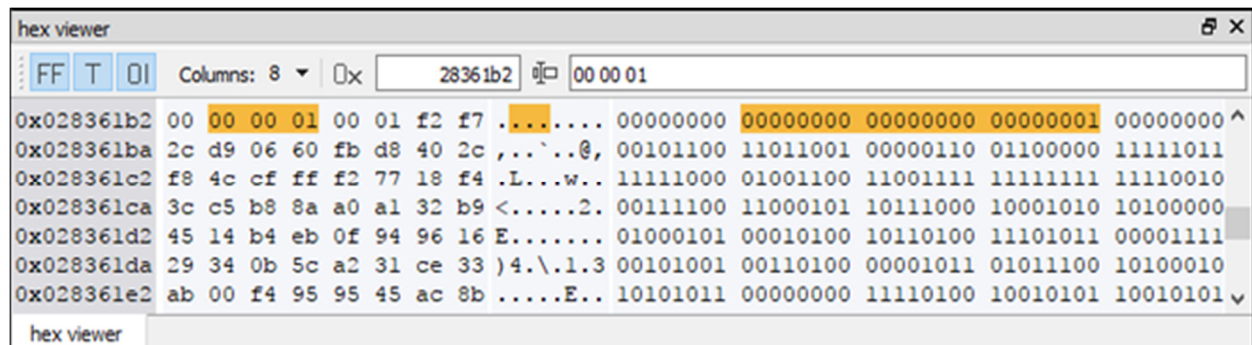 hex viewer
FF T 01 Columns: 8 0x 28361b2 00 00 01
0x028361b2 00 00 00 01 00 01 f2 f7 ........ 00000000 00000000 00000000 00000001 00000000
0x028361ba 2c d9 06 60 fb d8 40 2c ,..`..@, 00101100 11011001 00000110 01100000 11111011
0x028361c2 f8 4c cf ff f2 77 18 f4 .L...w.. 11111000 01001100 11001111 11111111 11110010
0x028361ca 3c c5 b8 8a a0 a1 32 b9 <.....2. 00111100 11000101 10111000 10001010 10100000
0x028361d2 45 14 b4 eb 0f 94 96 16 E....... 01000101 00010100 10110100 11101011 00001111
0x028361da 29 34 0b 5c a2 31 ce 33 )4.\.1.3 00101001 00110100 00001011 01011100 10100010
0x028361e2 ab 00 f4 95 95 45 ac 8b .....E.. 10101011 00000000 11110100 10010101 10010101
hex viewer